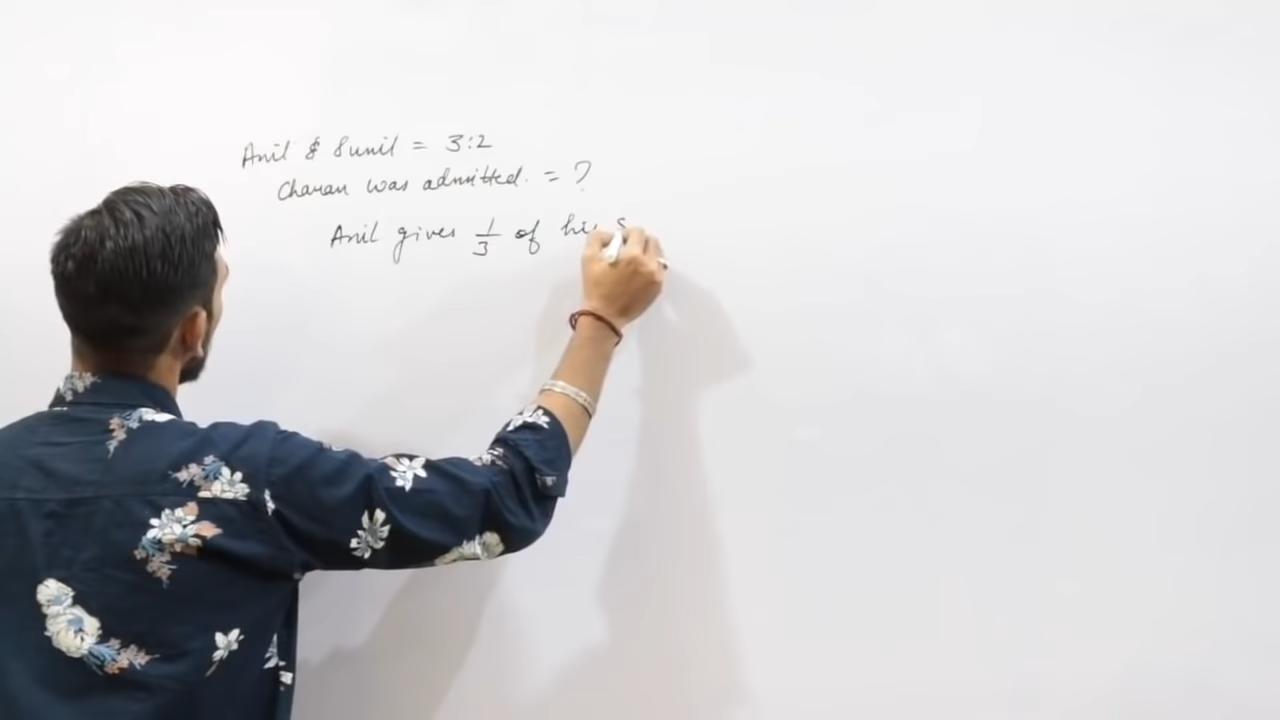 Anil & Sunil = 3:2
Charan was admitted. = ?
Anil gives 1/3 of his s